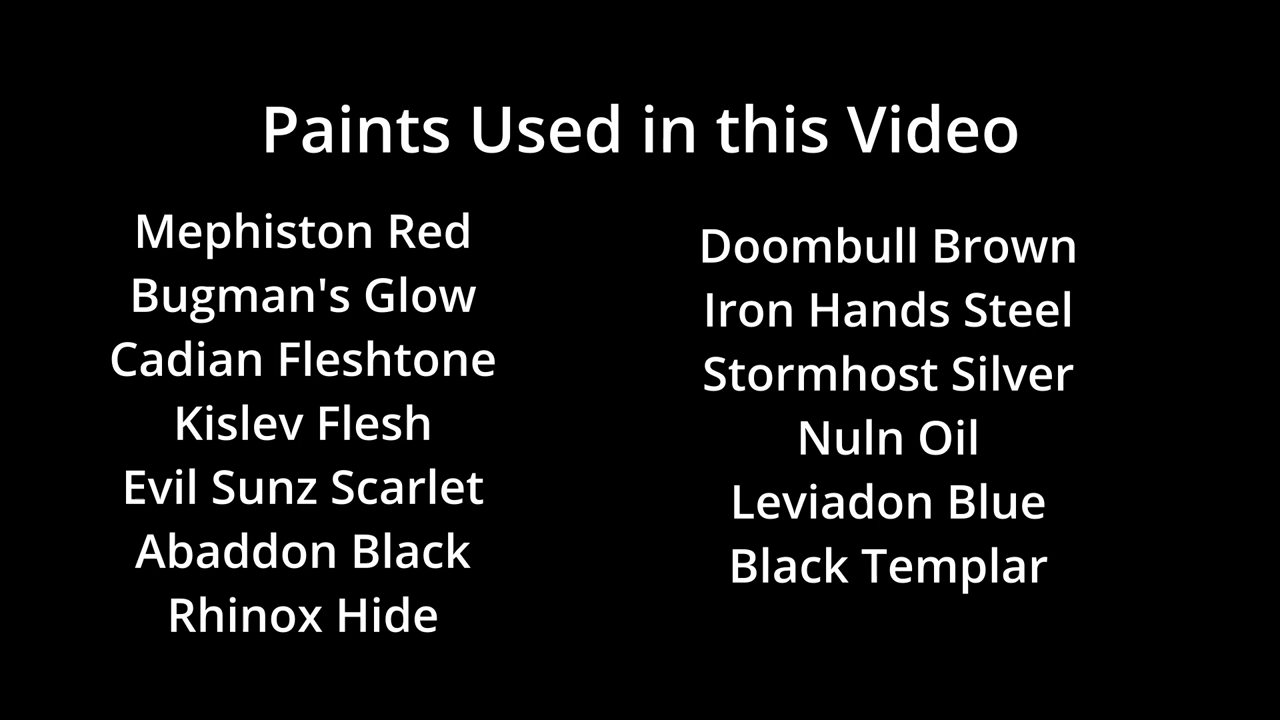 Paints Used in this Video
Mephiston Red
Bugman's Glow
Cadian Fleshtone
Kislev Flesh
Evil Sunz Scarlet
Abaddon Black
Rhinox Hide
Doombull Brown
Iron Hands Steel
Stormhost Silver
Nuln Oil
Leviadon Blue
Black Templar